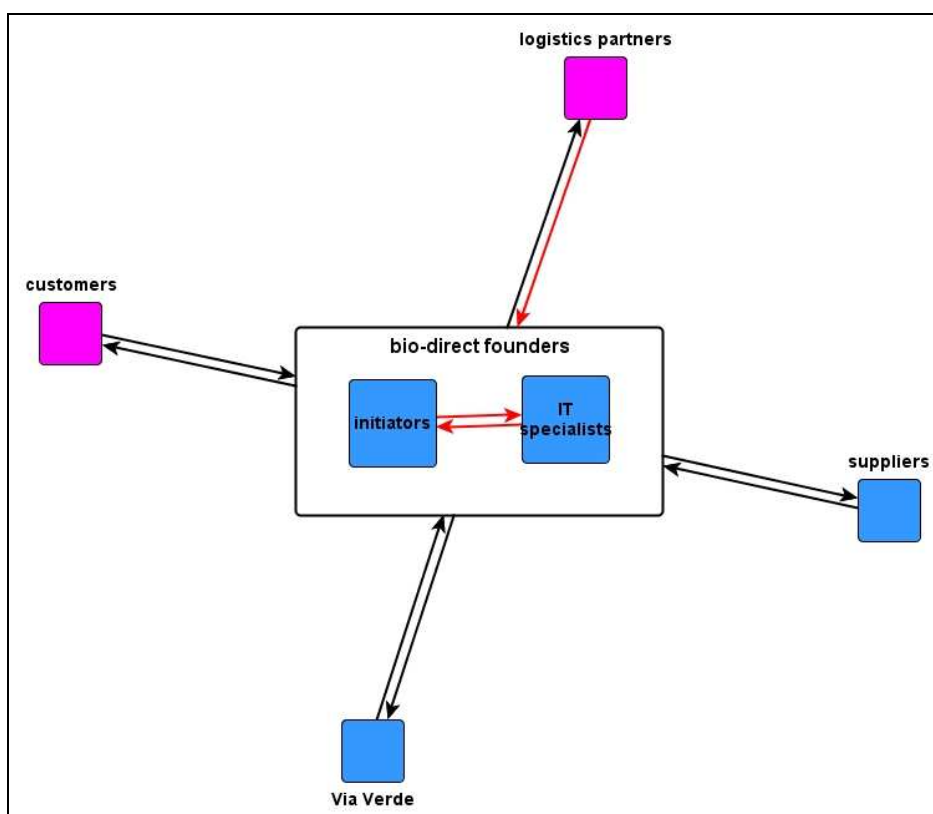 logistics partners
customers
bio-direct founders
initiators
IT
specialists
suppliers
Via Verde